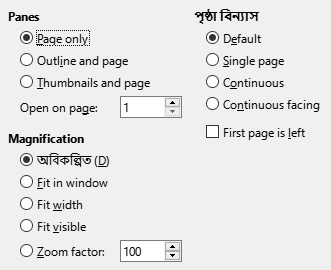 Panes
Page only
Outline and page
Thumbnails and page
Open on page: 1
Magnification
অবিকল্পিত (D)
Fit in window
Fit width
Fit visible
Zoom factor: 100
পৃষ্ঠা বিন্যাস
Default
Single page
Continuous
Continuous facing
First page is left